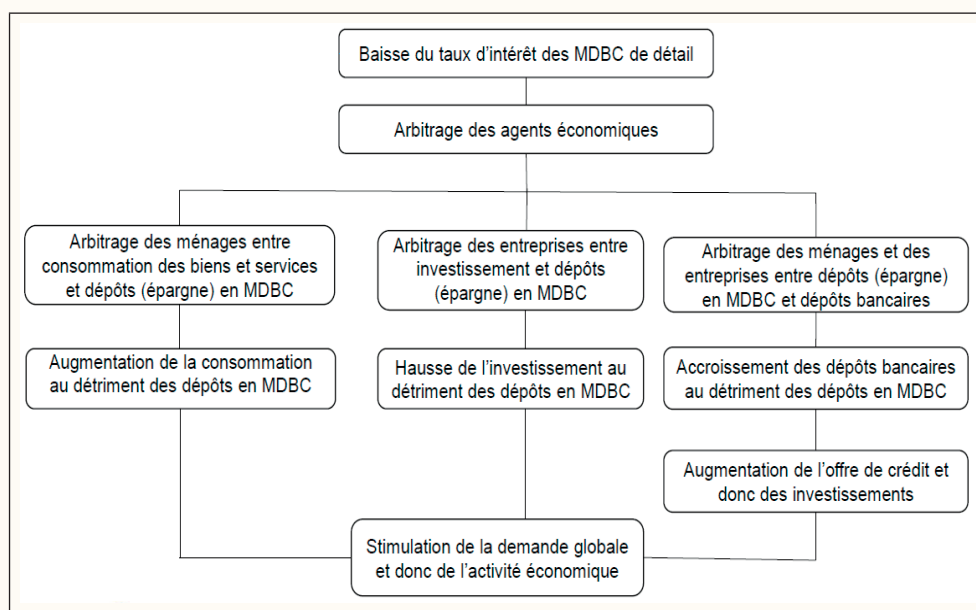 Baisse du taux d’intérêt des MDBC de détail
Arbitrage des agents économiques
Arbitrage des ménages entre
consommation des biens et services
et dépôts (épargne) en MDBC
Arbitrage des entreprises entre
investissement et dépôts
(épargne) en MDBC
Arbitrage des ménages et des
entreprises entre dépôts (épargne)
en MDBC et dépôts bancaires
Augmentation de la consommation
au détriment des dépôts en MDBC
Hausse de l’investissement au
détriment des dépôts en MDBC
Accroissement des dépôts bancaires
au détriment des dépôts en MDBC
Augmentation de l’offre de crédit et
donc des investissements
Stimulation de la demande globale
et donc de l’activité économique